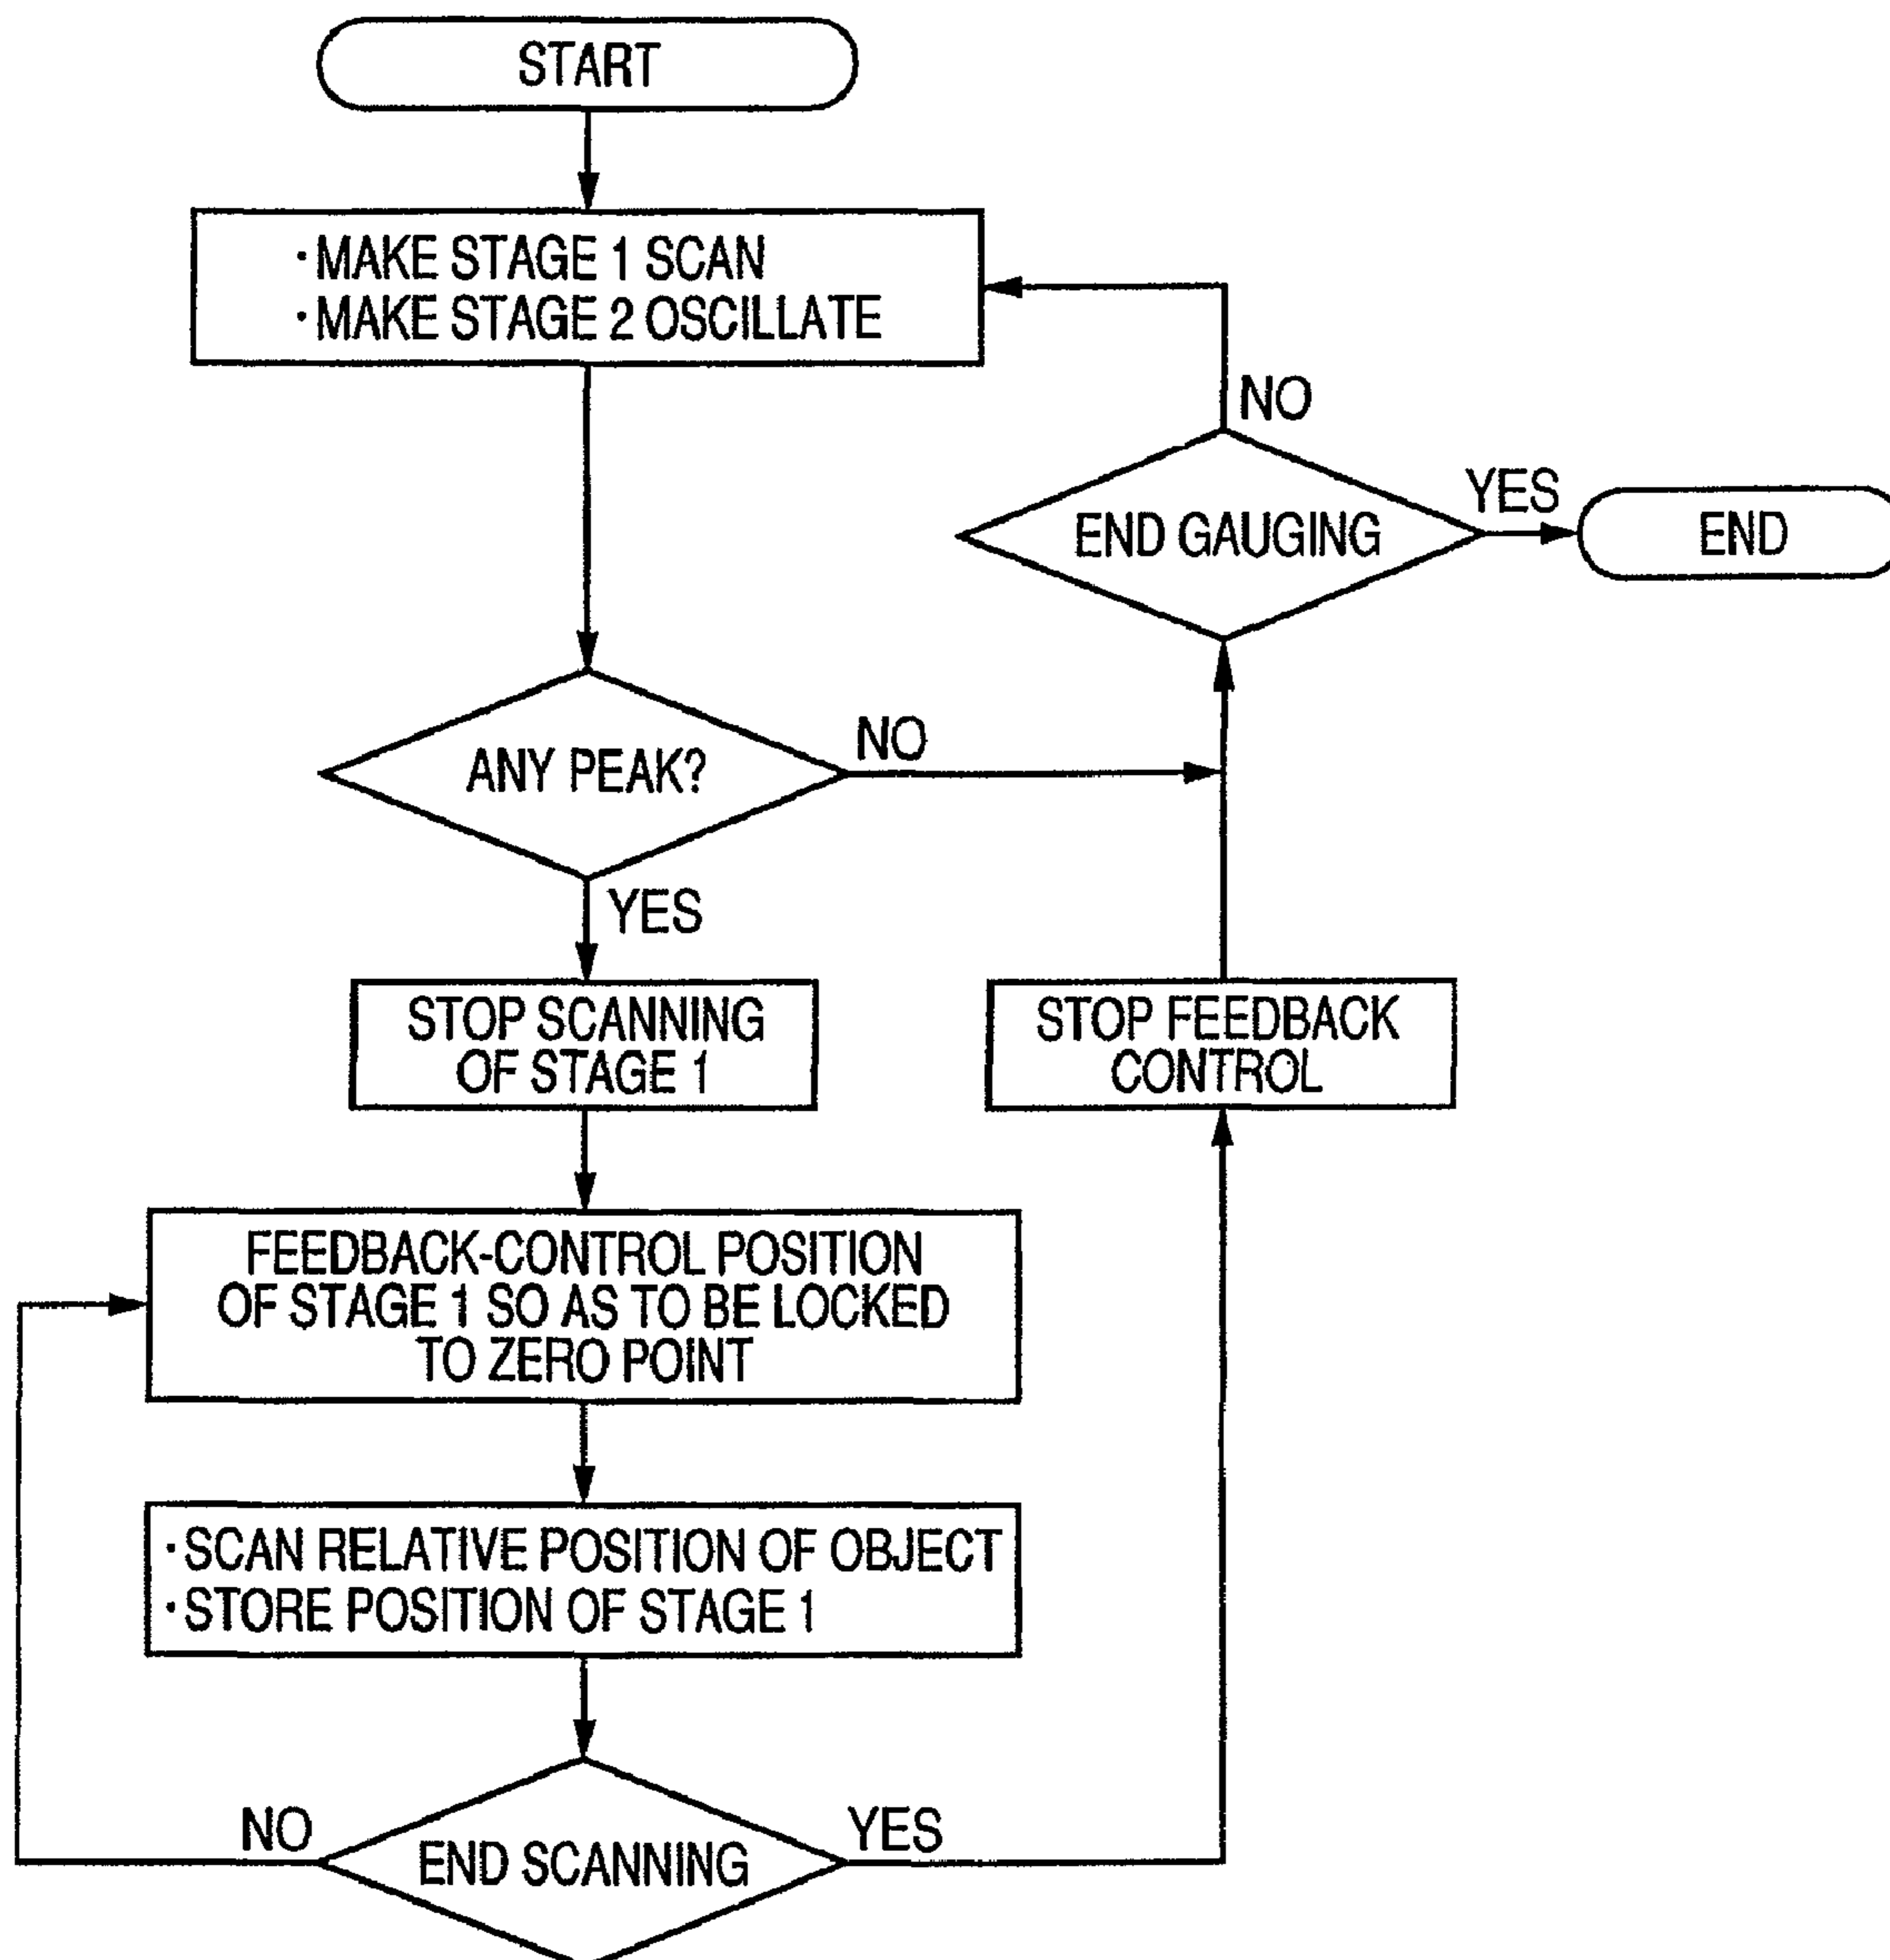 START
·MAKE STAGE 1 SCAN
·MAKE STAGE 2 OSCILLATE
NO
END GAUGING
YES
END
ANY PEAK?
NO
YES
STOP SCANNING
OF STAGE 1
STOP FEEDBACK
CONTROL
FEEDBACK-CONTROL POSITION
OF STAGE 1 SO AS TO BE LOCKED
TO ZERO POINT
·SCAN RELATIVE POSITION OF OBJECT
·STORE POSITION OF STAGE 1
NO
END SCANNING
YES